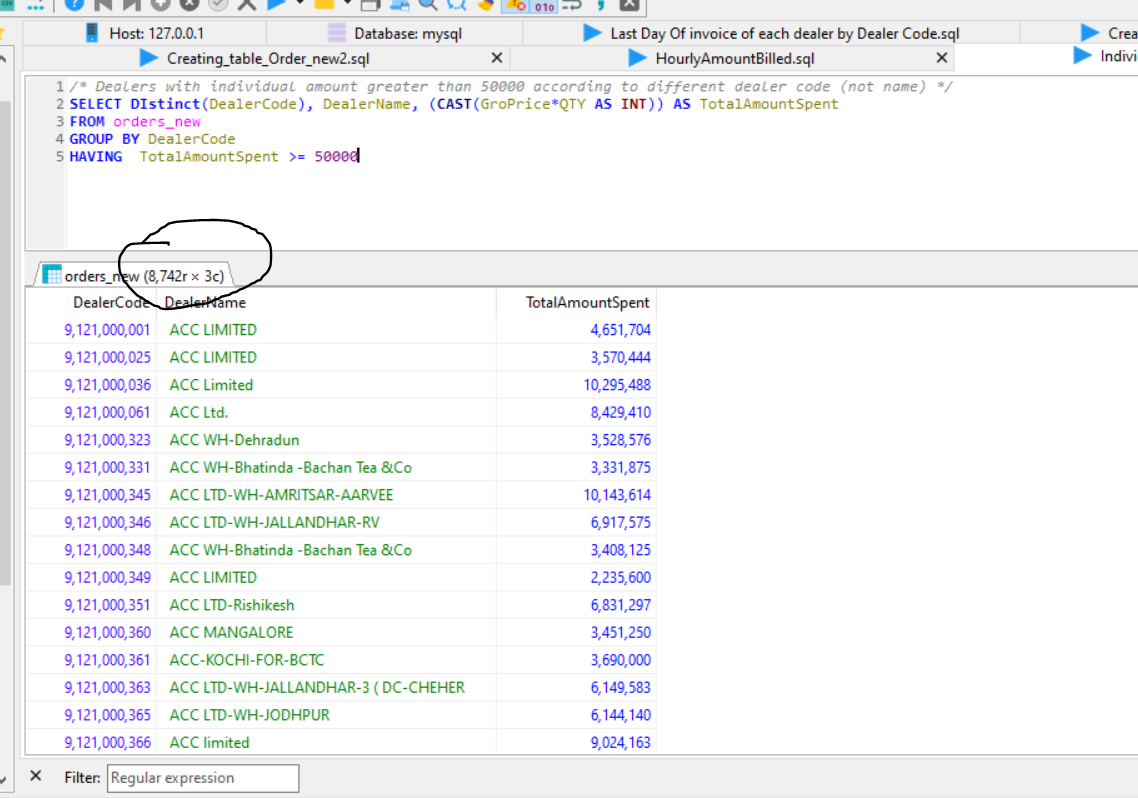 Host: 127.0.0.1 Database: mysql Last Day Of invoice of each dealer by Dealer Code.sql Crea
Creating_table_Order_new2.sql HourlyAmountBilled.sql Indivi
1 /* Dealers with individual amount greater than 50000 according to different dealer code (not name) */
2 SELECT DIstinct(DealerCode), DealerName, (CAST(GroPrice*QTY AS INT)) AS TotalAmountSpent
3 FROM orders_new
4 GROUP BY DealerCode
5 HAVING TotalAmountSpent >= 50000
orders_new (8,742r × 3c)
DealerCode DealerName TotalAmountSpent
9,121,000,001 ACC LIMITED 4,651,704
9,121,000,025 ACC LIMITED 3,570,444
9,121,000,036 ACC Limited 10,295,488
9,121,000,061 ACC Ltd. 8,429,410
9,121,000,323 ACC WH-Dehradun 3,528,576
9,121,000,331 ACC WH-Bhatinda -Bachan Tea &Co 3,331,875
9,121,000,345 ACC LTD-WH-AMRITSAR-AARVEE 10,143,614
9,121,000,346 ACC LTD-WH-JALLANDHAR-RV 6,917,575
9,121,000,348 ACC WH-Bhatinda -Bachan Tea &Co 3,408,125
9,121,000,349 ACC LIMITED 2,235,600
9,121,000,351 ACC LTD-Rishikesh 6,831,297
9,121,000,360 ACC MANGALORE 3,451,250
9,121,000,361 ACC-KOCHI-FOR-BCTC 3,690,000
9,121,000,363 ACC LTD-WH-JALLANDHAR-3 ( DC-CHEHER 6,149,583
9,121,000,365 ACC LTD-WH-JODHPUR 6,144,140
9,121,000,366 ACC limited 9,024,163
Filter: Regular expression